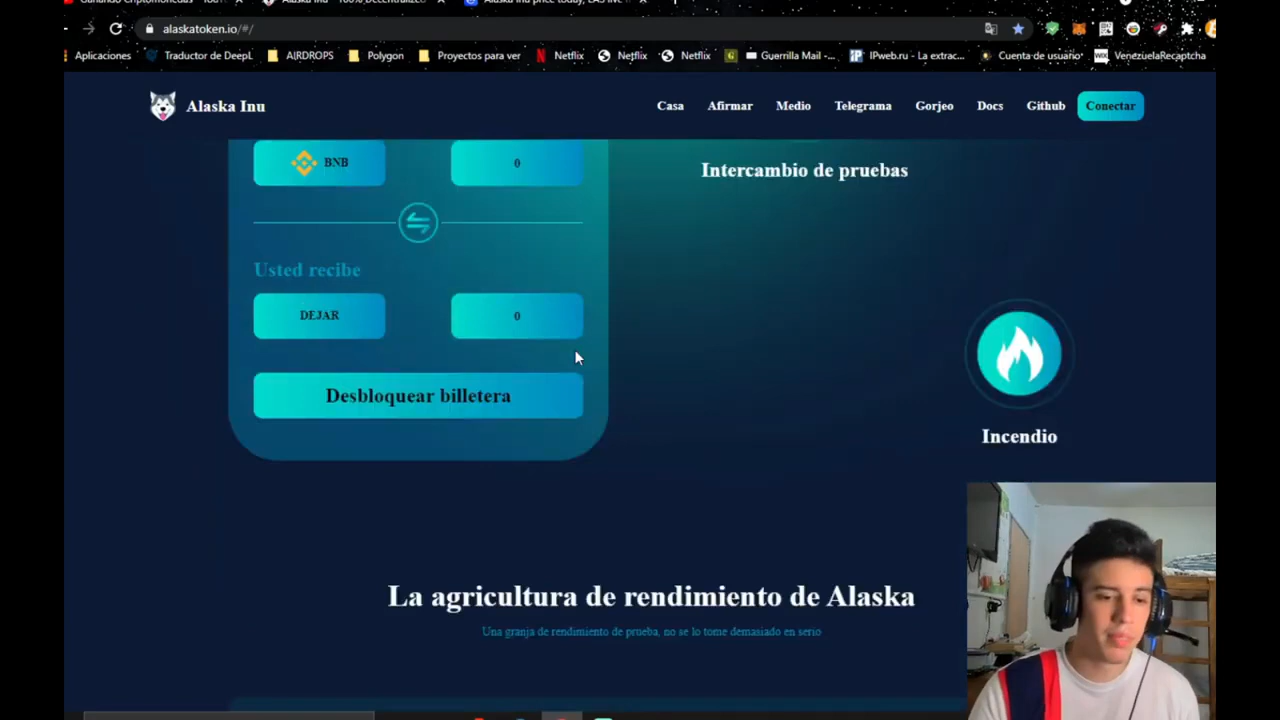 Alaska Inu
alaskatoken.io/#/
Aplicaciones
Traductor de DeepL
AIRDROPS
Polygon
Proyectos para ver
Netflix
Netflix
Netflix
Guerrilla Mail -...
IPweb.ru - La extrac...
Cuenta de usuario
VenezuelaRecaptcha
Alaska Inu
Casa
Afirmar
Medio
Telegrama
Gorjeo
Docs
Github
Conectar
BNB
0
Intercambio de pruebas
Usted recibe
DEJAR
0
Desbloquear billetera
Incendio
La agricultura de rendimiento de Alaska
Una granja de rendimiento de prueba, no se lo tome demasiado en serio